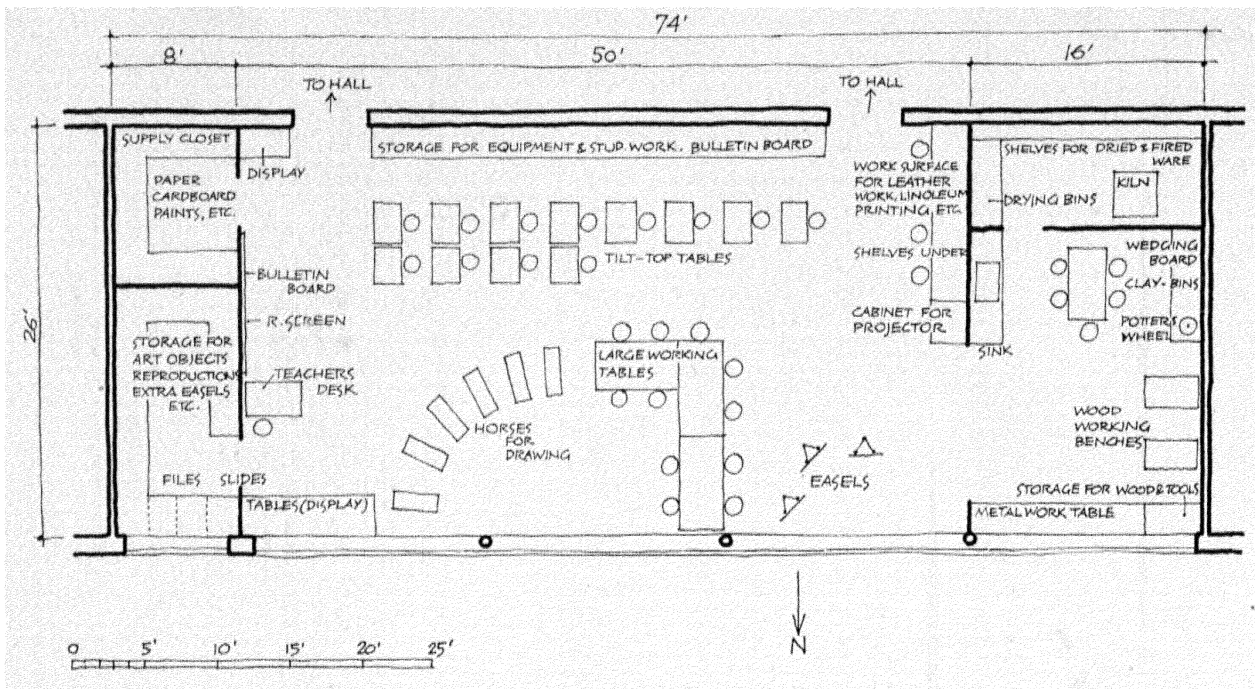 74'
8'
50'
16'
TO HALL
TO HALL
26'
SUPPLY CLOSET
PAPER
CARDBOARD
PAINTS, ETC.
DISPLAY
STORAGE FOR EQUIPMENT & STUD. WORK. BULLETIN BOARD
WORK SURFACE
FOR LEATHER
WORK, LINOLEUM
PRINTING, ETC.
SHELVES UNDER
CABINET FOR
PROJECTOR
SHELVES FOR DRIED & FIRED
WARE
KILN
DRYING BINS
TILT-TOP TABLES
BULLETIN
BOARD
R. SCREEN
STORAGE FOR
ART OBJECTS
REPRODUCTIONS
EXTRA EASELS
ETC.
TEACHERS
DESK
LARGE WORKING
TABLES
HORSES
FOR
DRAWING
EASELS
WEDGING
BOARD
CLAY-BINS
POTTERS
WHEEL
SINK
WOOD
WORKING
BENCHES
FILES SLIDES
TABLES (DISPLAY)
STORAGE FOR WOOD & TOOLS
METAL WORK TABLE
N
0 5' 10' 15' 20' 25'